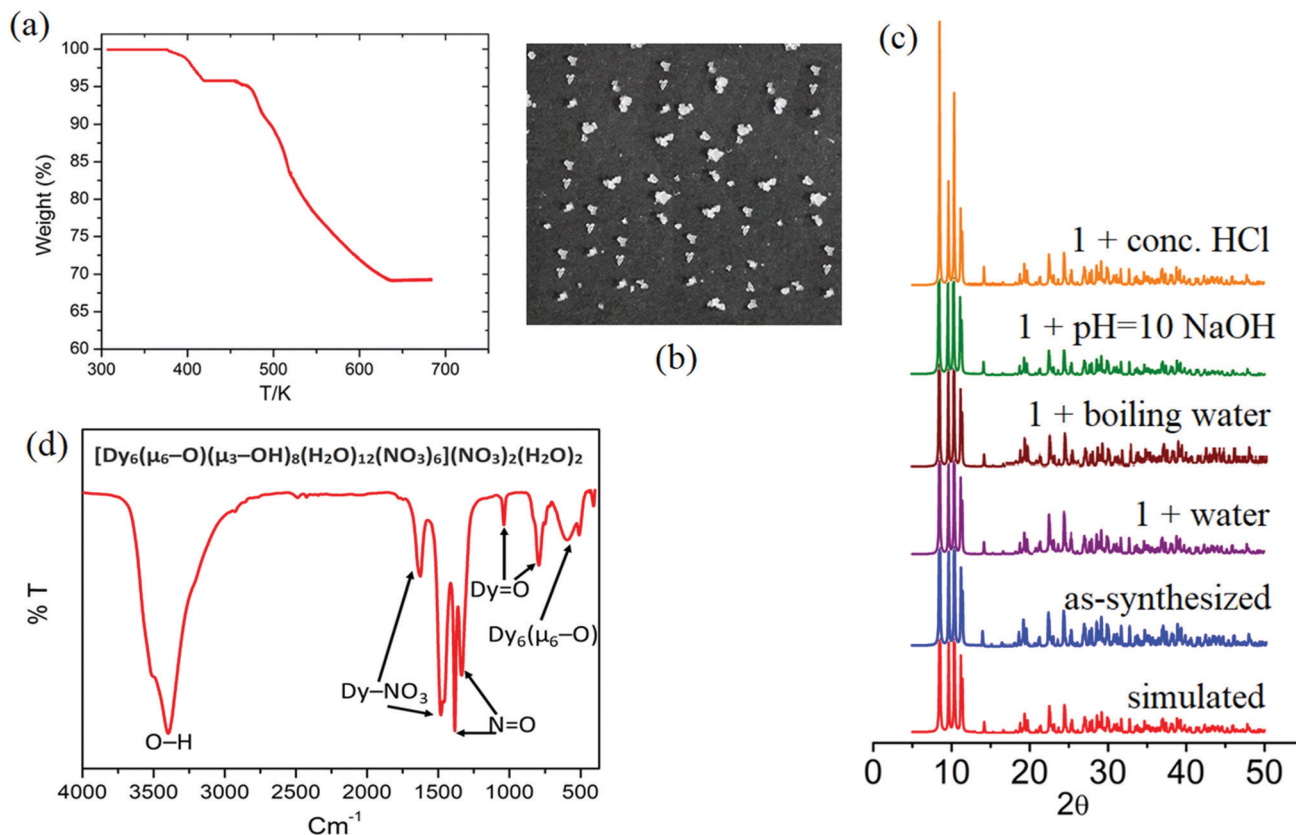 (a)
100
95
90
85
80
75
70
65
60
Weight (%)
300
400
500
600
700
T/K
(b)
(c)
1 + conc. HCl
1 + pH=10 NaOH
1 + boiling water
1 + water
as-synthesized
simulated
0
10
20
30
40
50
2θ
(d)
[Dy₆(μ₆–O)(μ₃–OH)₈(H₂O)₁₂(NO₃)₆](NO₃)₂(H₂O)₂
% T
O–H
Dy–NO₃
N=O
Dy=O
Dy₆(μ₆–O)
4000
3500
3000
2500
2000
1500
1000
500
Cm⁻¹